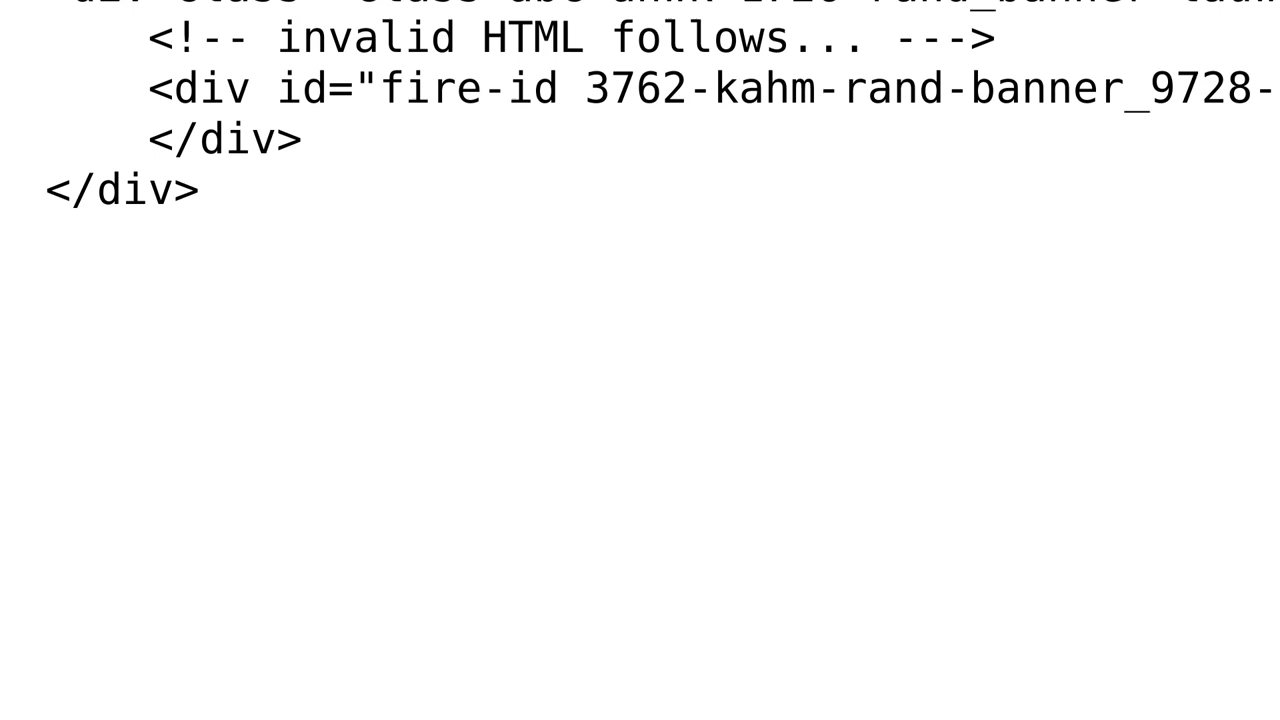 <!-- invalid HTML follows... --->
<div id="fire-id 3762-kahm-rand-banner_9728-
</div>
</div>